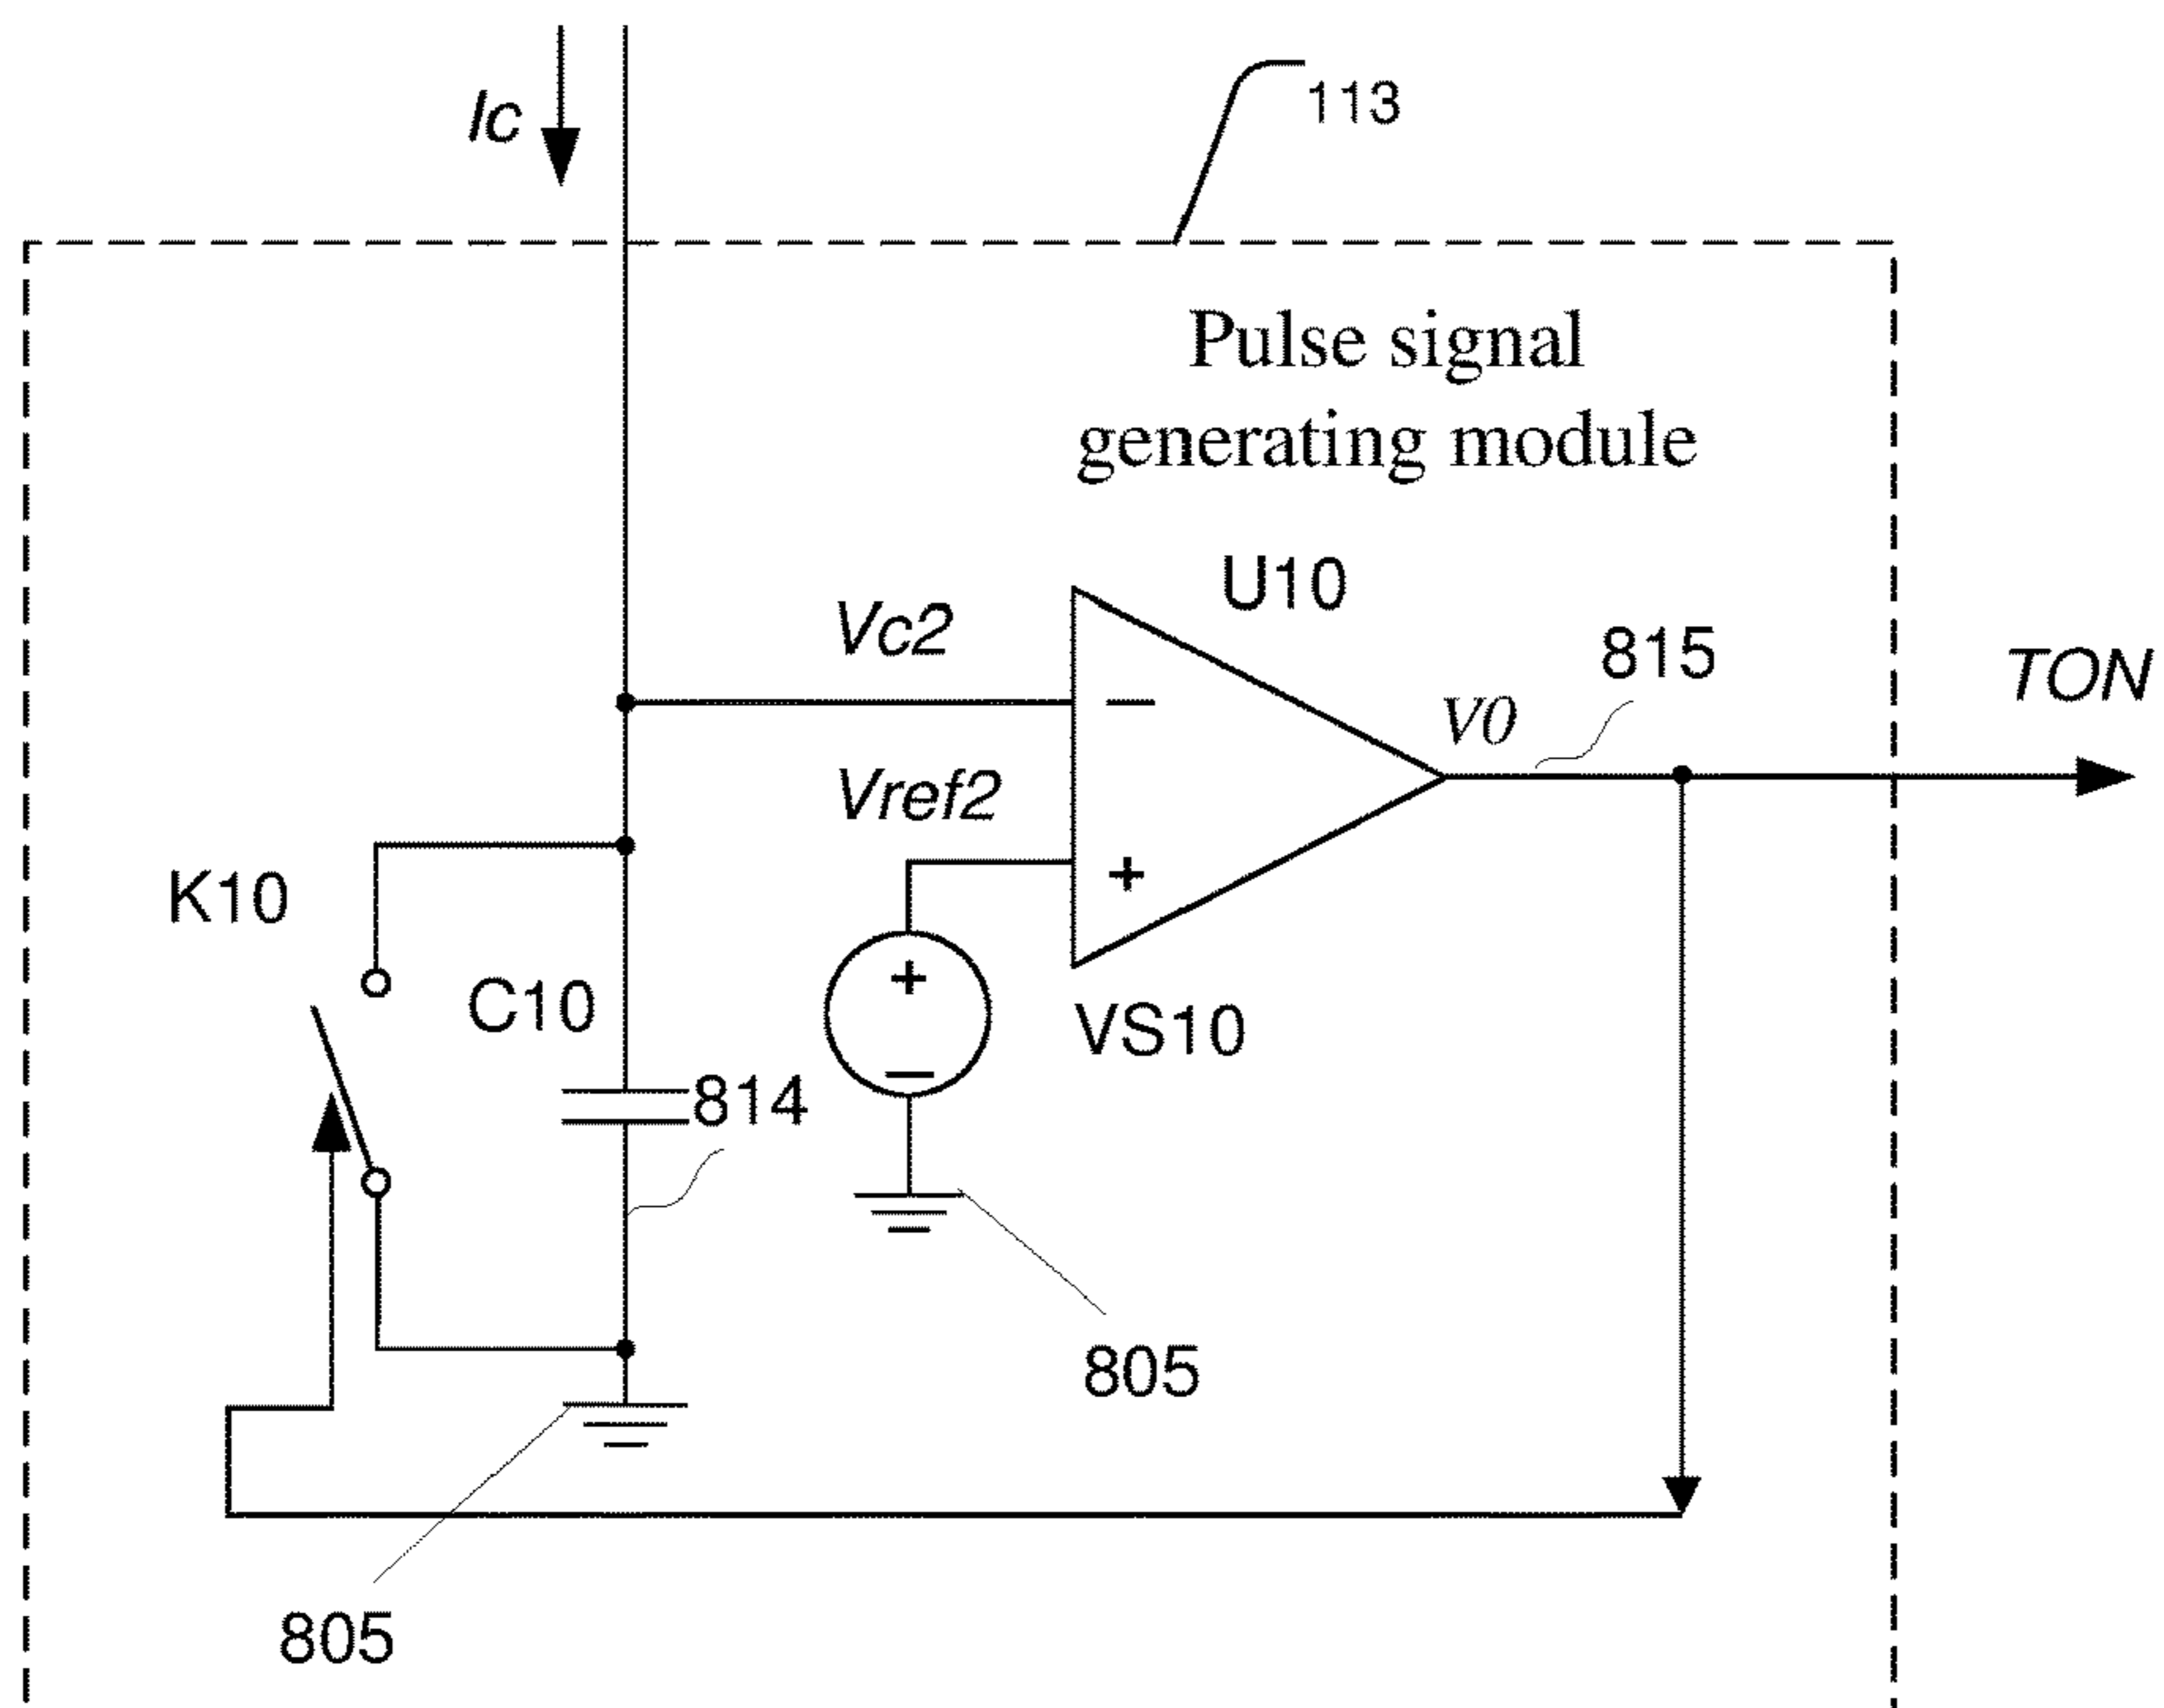 Ic
113
Pulse signal
generating module
U10
Vc2
815
TON
V0
Vref2
−
+
K10
C10
+
VS10
−
814
805
805